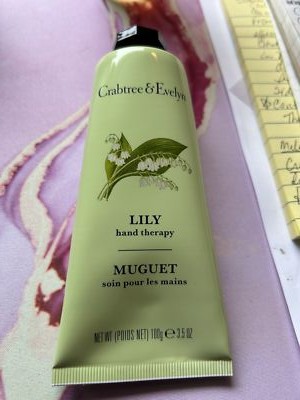 Crabtree & Evelyn
LILY
hand therapy
MUGUET
soin pour les mains
NET WT (POIDS NET) 100g ℮ 3.5 OZ